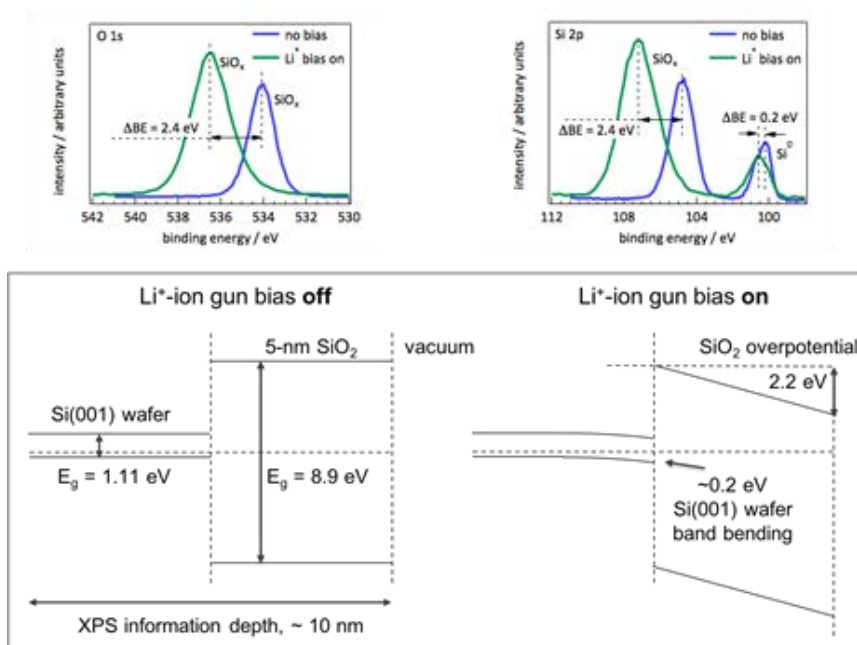 O 1s
no bias
Li⁺ bias on
SiOₓ
SiOₓ
ΔBE = 2.4 eV
intensity / arbitrary units
542 540 538 536 534 532 530
binding energy / eV
Si 2p
no bias
Li⁺ bias on
SiOₓ
ΔBE = 0.2 eV
ΔBE = 2.4 eV
Si⁰
intensity / arbitrary units
112 108 104 100
binding energy / eV
Li⁺-ion gun bias off
5-nm SiO₂
vacuum
Si(001) wafer
E_g = 1.11 eV
E_g = 8.9 eV
XPS information depth, ~ 10 nm
Li⁺-ion gun bias on
SiO₂ overpotential
2.2 eV
~0.2 eV
Si(001) wafer
band bending